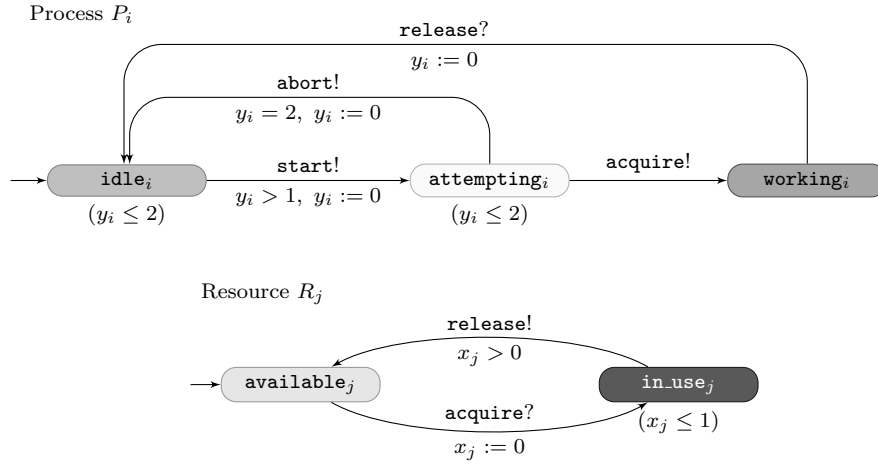 Process P_i
release?
y_i := 0
abort!
y_i = 2, y_i := 0
idle_i
start!
attempting_i
acquire!
working_i
(y_i ≤ 2)
y_i > 1, y_i := 0
(y_i ≤ 2)
Resource R_j
release!
x_j > 0
available_j
in_use_j
acquire?
(x_j ≤ 1)
x_j := 0